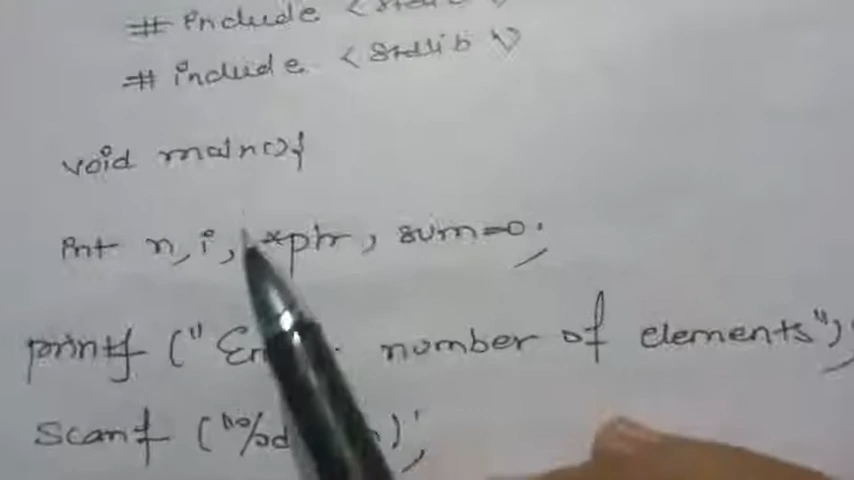 # include <
# include <Stdlib
void main(){
int n, i, *ptr, sum=0;
printf (" number of elements");
Scanf ("%d );